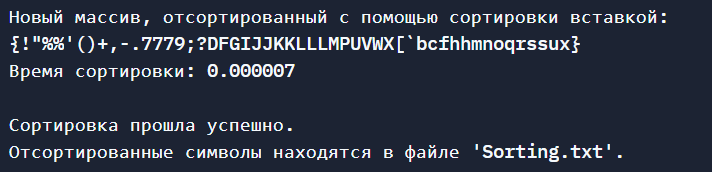 Новый массив, отсортированный с помощью сортировки вставкой:
{!"%%'()+,-.7779;?DFGIJJKKLLLMPUVWX[`bcfhhmnoqrssux}
Время сортировки: 0.000007
Сортировка прошла успешно.
Отсортированные символы находятся в файле 'Sorting.txt'.